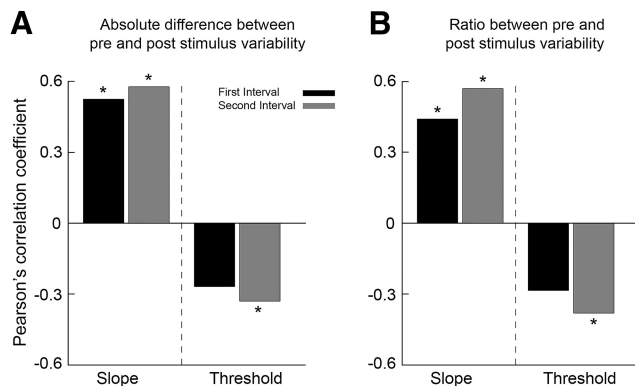 A
Absolute difference between
pre and post stimulus variability
Pearson's correlation coefficient
0.6
0.3
0
-0.3
-0.6
*
*
*
First Interval
Second Interval
Slope
Threshold
B
Ratio between pre and
post stimulus variability
0.6
0.3
0
-0.3
-0.6
*
*
*
Slope
Threshold